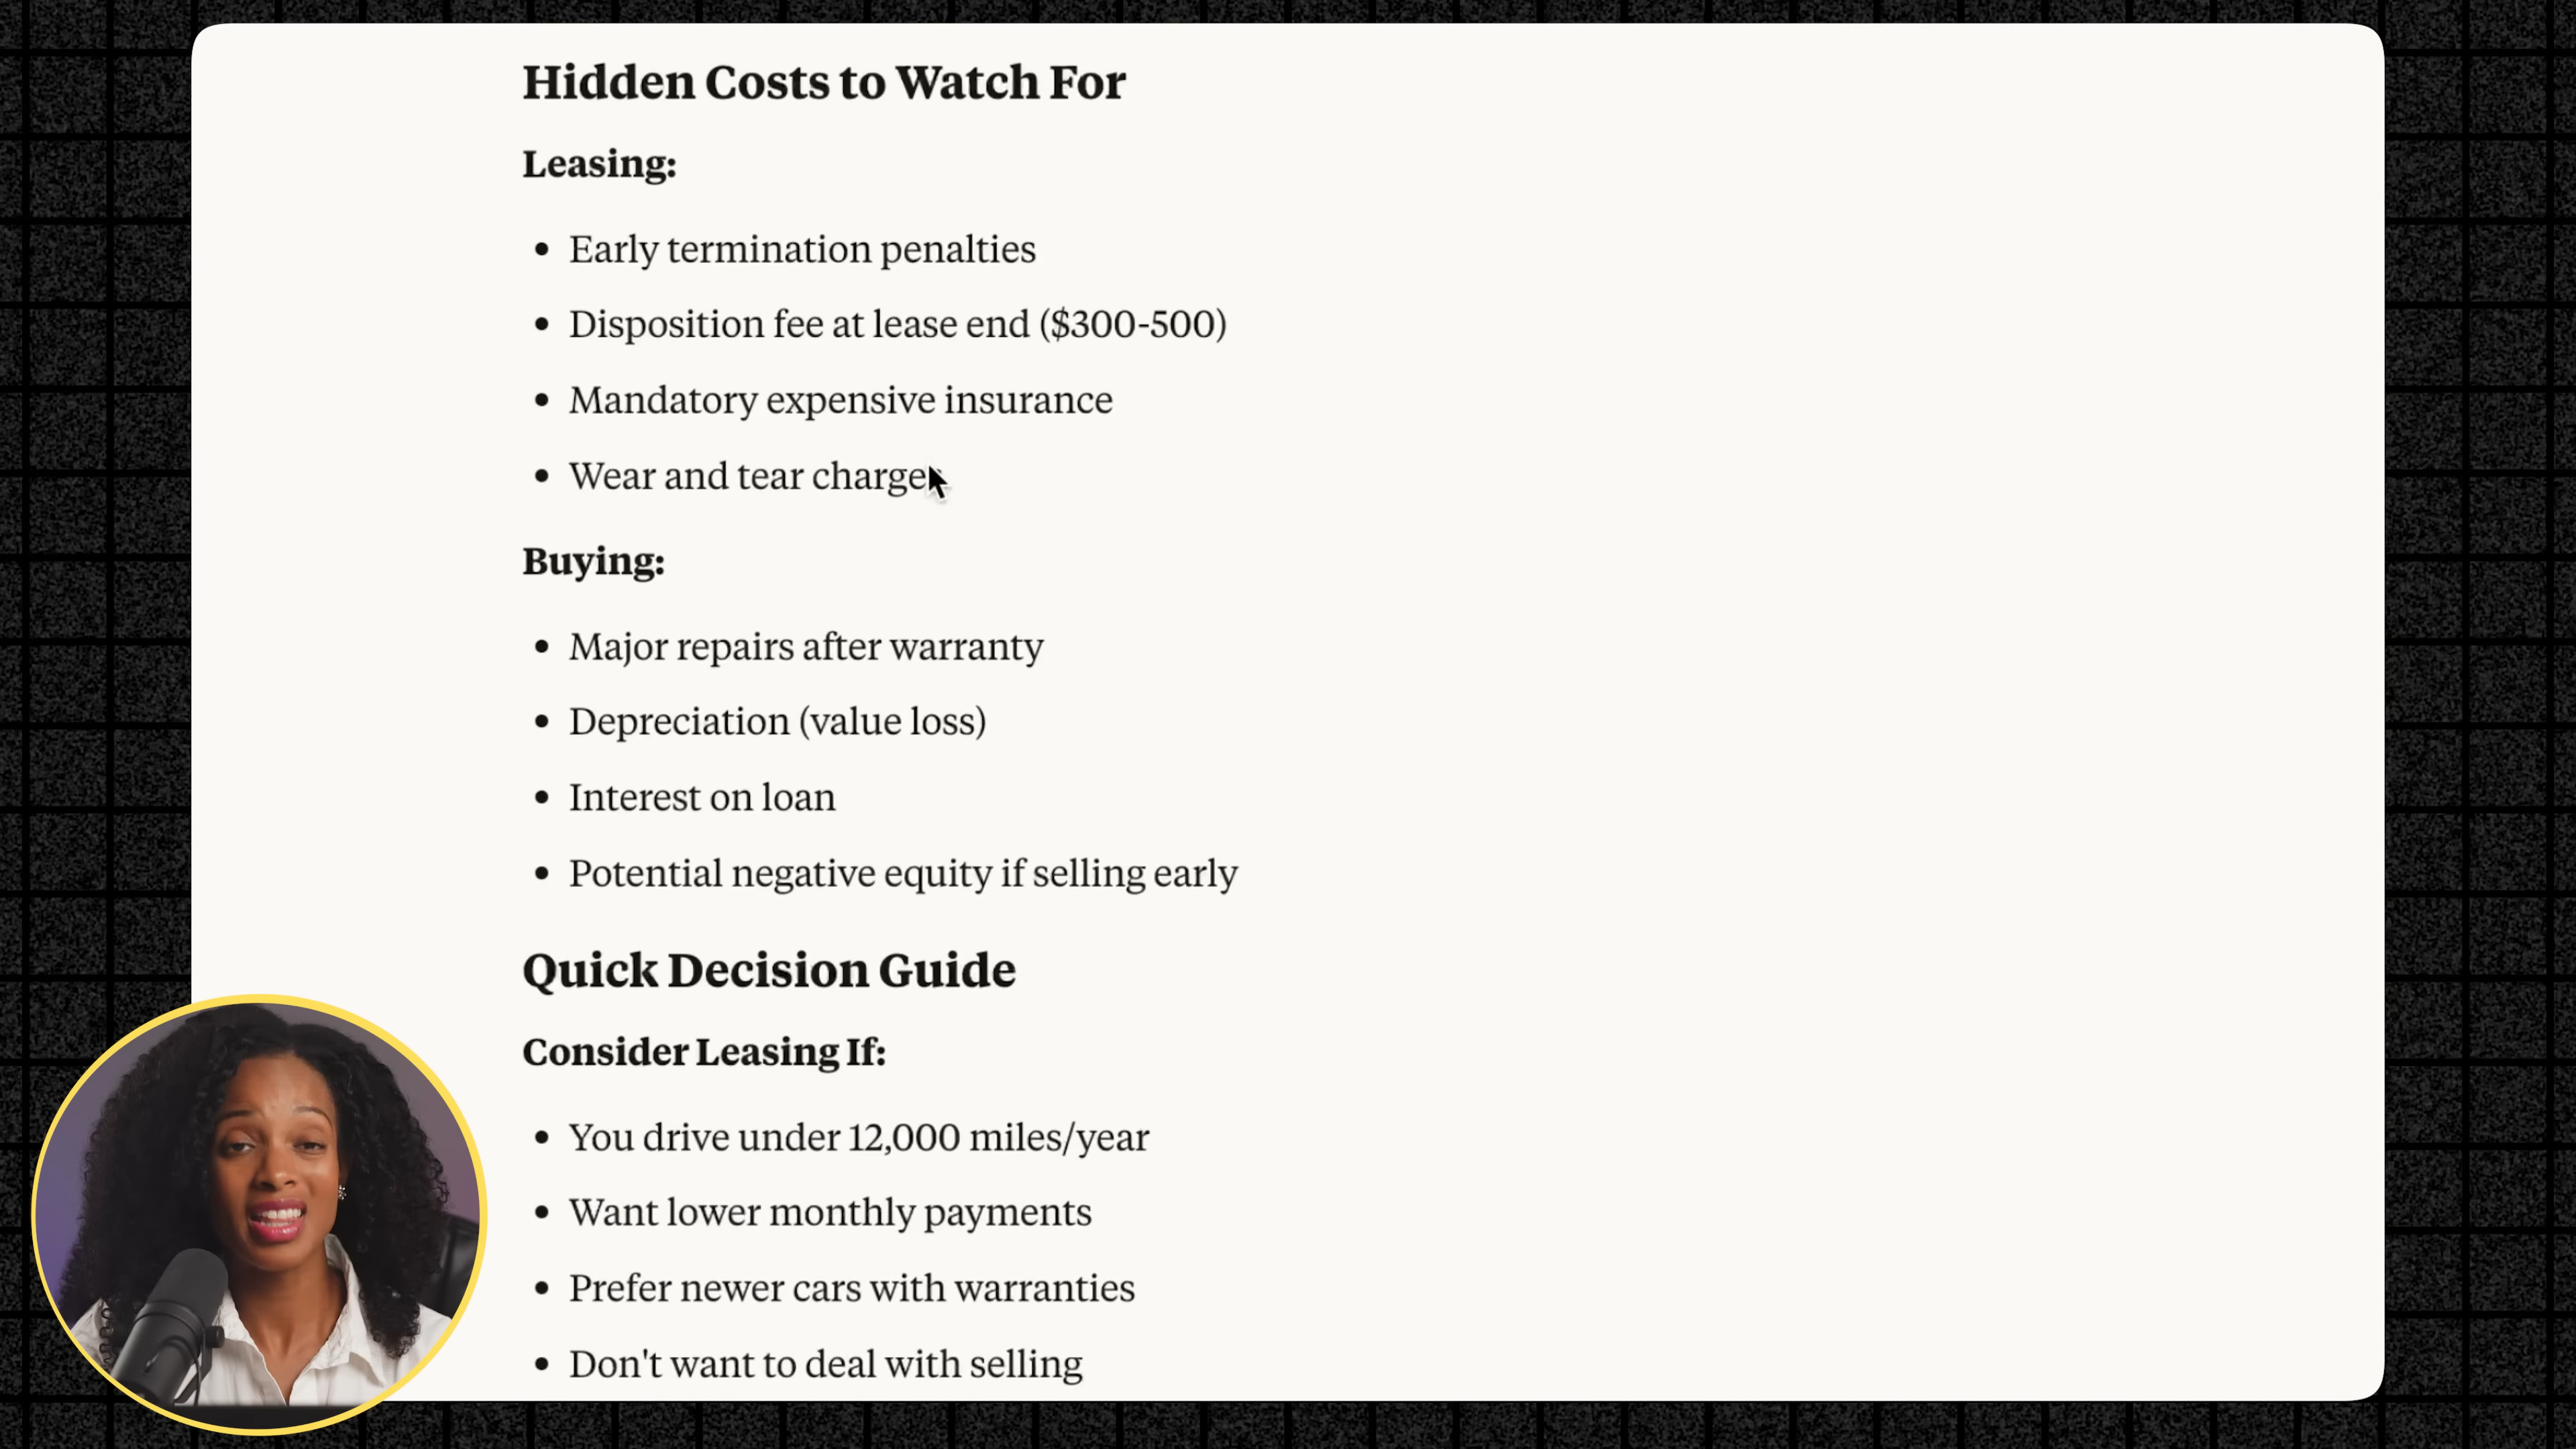 Hidden Costs to Watch For
Leasing:
• Early termination penalties
• Disposition fee at lease end ($300-500)
• Mandatory expensive insurance
• Wear and tear charges
Buying:
• Major repairs after warranty
• Depreciation (value loss)
• Interest on loan
• Potential negative equity if selling early
Quick Decision Guide
Consider Leasing If:
• You drive under 12,000 miles/year
• Want lower monthly payments
• Prefer newer cars with warranties
• Don't want to deal with selling